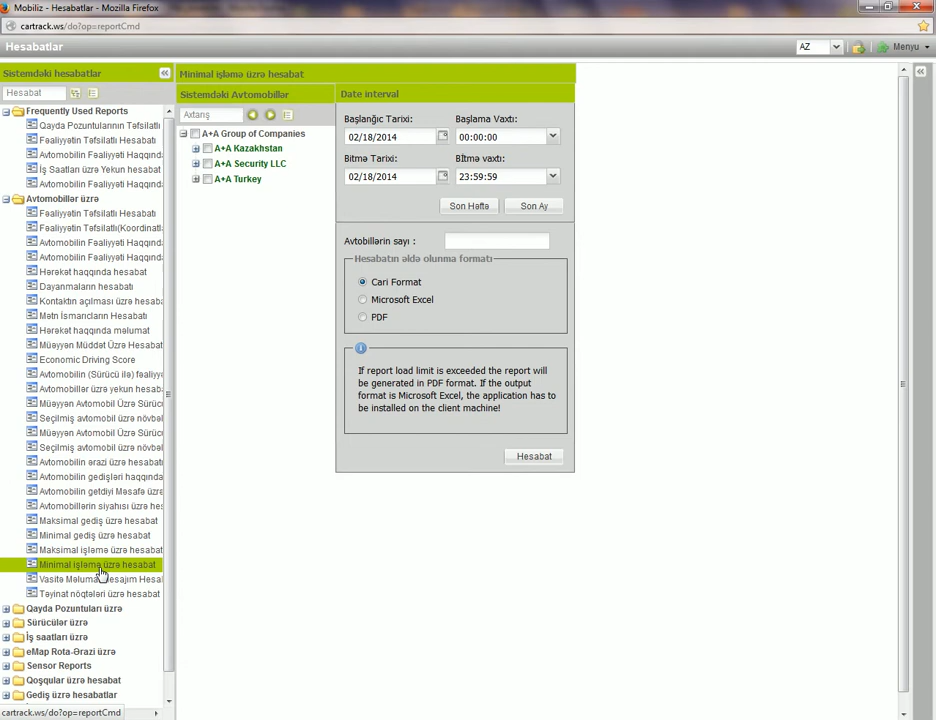 Mobiliz - Hesabatlar - Mozilla Firefox
cartrack.ws/do?op=reportCmd
Hesabatlar
AZ
Menyu
Sistemdəki hesabatlar
Hesabat
Frequently Used Reports
Qayda Pozuntularının Təfsilatlı
Fəaliyyətin Təfsilatlı Hesabatı
Avtomobilin Fəaliyyəti Haqqında
İş Saatları üzrə Yekun hesabat
Avtomobilin Fəaliyyəti Haqqında
Avtomobillər üzrə
Fəaliyyətin Təfsilatlı Hesabatı
Fəaliyyətin Təfsilatlı(Koordinatl
Avtomobilin Fəaliyyəti Haqqında
Avtomobilin Fəaliyyəti Haqqında
Hərəkət haqqında hesabat
Dayanmaların hesabatı
Kontaktın açılması üzrə hesaba
Mətn İsmarıcların Hesabatı
Hərəkət haqqında məlumat
Müəyyən Müddət Üzrə Hesabat
Economic Driving Score
Avtomobilin (Sürücü ilə) fəaliyy
Avtomobillər üzrə yekun hesab
Müəyyən Avtomobil Üzrə Sürüc
Seçilmiş avtomobil üzrə növbəl
Müəyyən Avtomobil Üzrə Sürüc
Seçilmiş avtomobil üzrə növbəl
Avtomobilin ərazi üzrə hesabatı
Avtomobilin gedişləri haqqında
Avtomobilin getdiyi Məsafə üzrə
Avtomobillərin siyahısı üzrə hes
Maksimal gediş üzrə hesabat
Minimal gediş üzrə hesabat
Maksimal işləmə üzrə hesabat
Minimal işləmə üzrə hesabat
Təyinat nöqtələri üzrə hesabat
Qayda Pozuntuları üzrə
Sürücülər üzrə
İş saatları üzrə
eMap Rota-Ərazi üzrə
Sensor Reports
Qoşqular üzrə hesabat
Gediş üzrə hesabatlar
cartrack.ws/do?op=reportCmd
Minimal işləmə üzrə hesabat
Sistemdəki Avtomobillər
Axtarış
A+A Group of Companies
A+A Kazakhstan
A+A Security LLC
A+A Turkey
Date interval
Başlanğıc Tarixi: Başlama Vaxtı:
02/18/2014 00:00:00
Bitmə Tarixi: Bitmə vaxtı:
02/18/2014 23:59:59
Son Həftə Son Ay
Avtobillərin sayı :
Hesabatın əldə olunma formatı
Cari Format
Microsoft Excel
PDF
If report load limit is exceeded the report will
be generated in PDF format. If the output
format is Microsoft Excel, the application has to
be installed on the client machine!
Hesabat